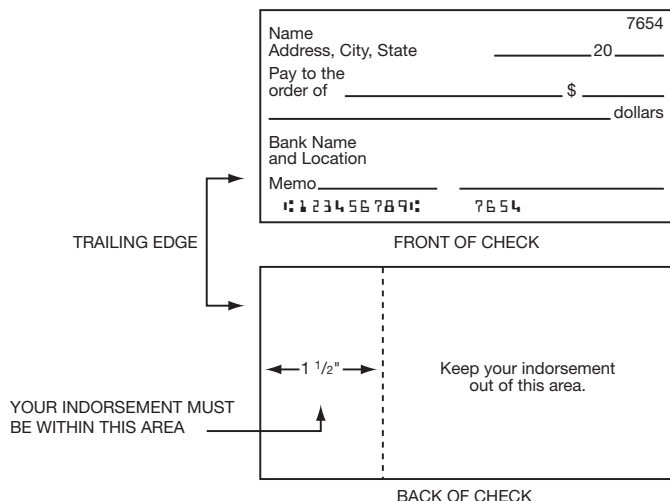 7654
Name
Address, City, State 20
Pay to the
order of $
dollars
Bank Name
and Location
Memo
⑆123456789⑆ 7654
TRAILING EDGE
FRONT OF CHECK
1 1/2"
Keep your indorsement
out of this area.
YOUR INDORSEMENT MUST
BE WITHIN THIS AREA
BACK OF CHECK